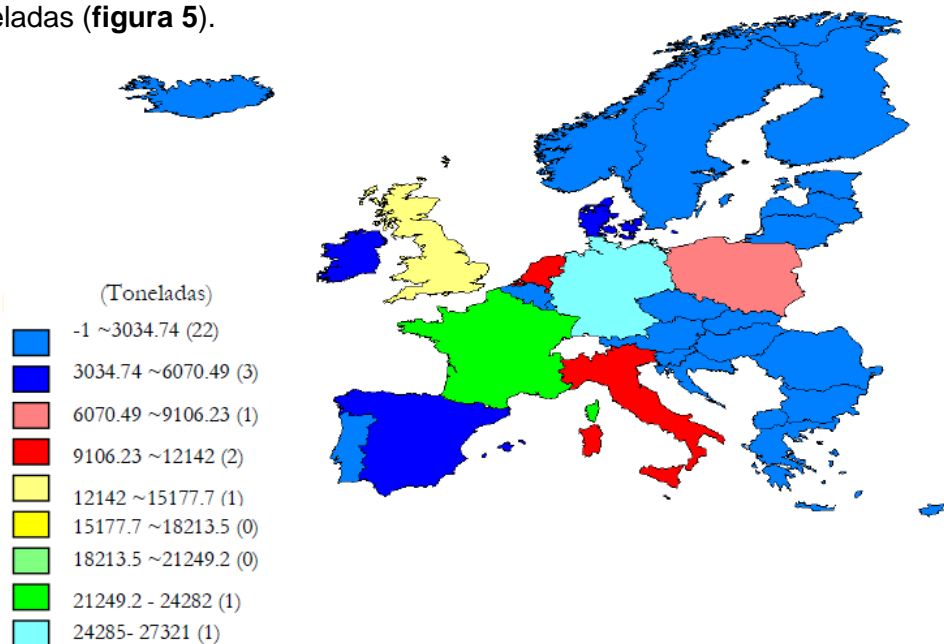 eladas (figura 5).
(Toneladas)
-1 ~3034.74 (22)
3034.74 ~6070.49 (3)
6070.49 ~9106.23 (1)
9106.23 ~12142 (2)
12142 ~15177.7 (1)
15177.7 ~18213.5 (0)
18213.5 ~21249.2 (0)
21249.2 - 24282 (1)
24285- 27321 (1)